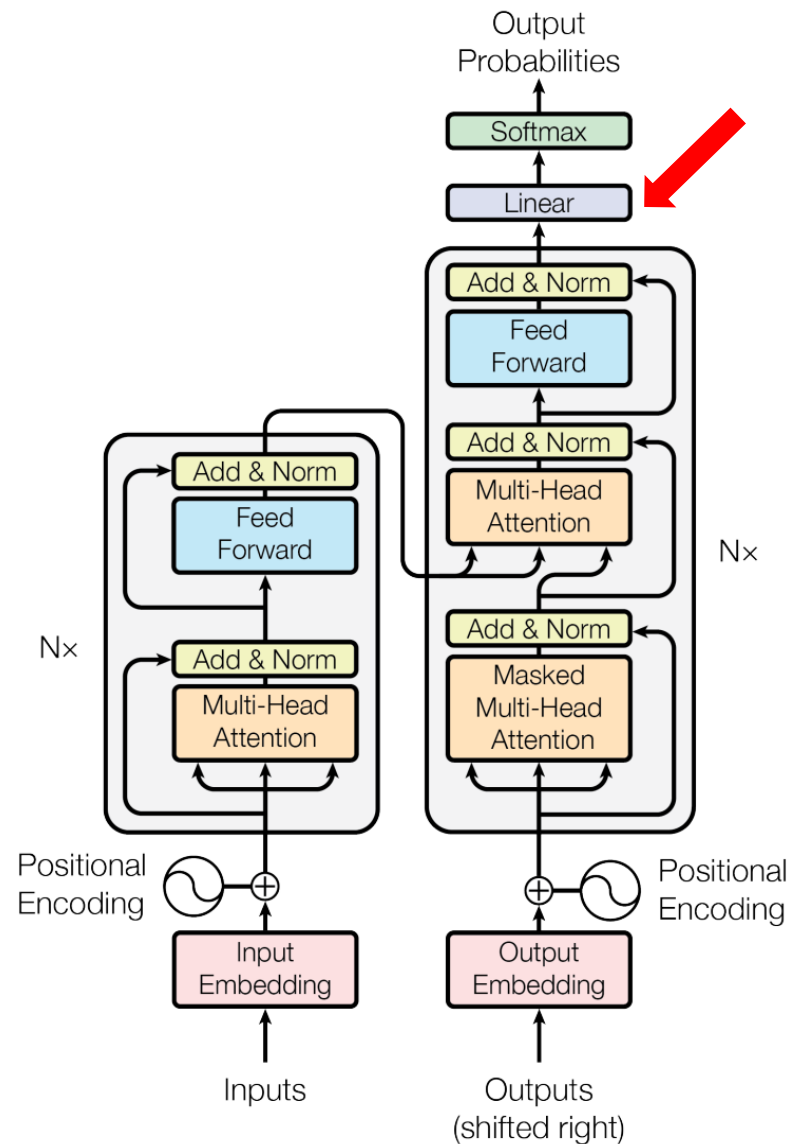 Output
Probabilities
Softmax
Linear
Add & Norm
Feed
Forward
Add & Norm
Multi-Head
Attention
Add & Norm
Masked
Multi-Head
Attention
Nx
Add & Norm
Feed
Forward
Add & Norm
Multi-Head
Attention
Nx
Positional
Encoding
Positional
Encoding
Input
Embedding
Output
Embedding
Inputs
Outputs
(shifted right)